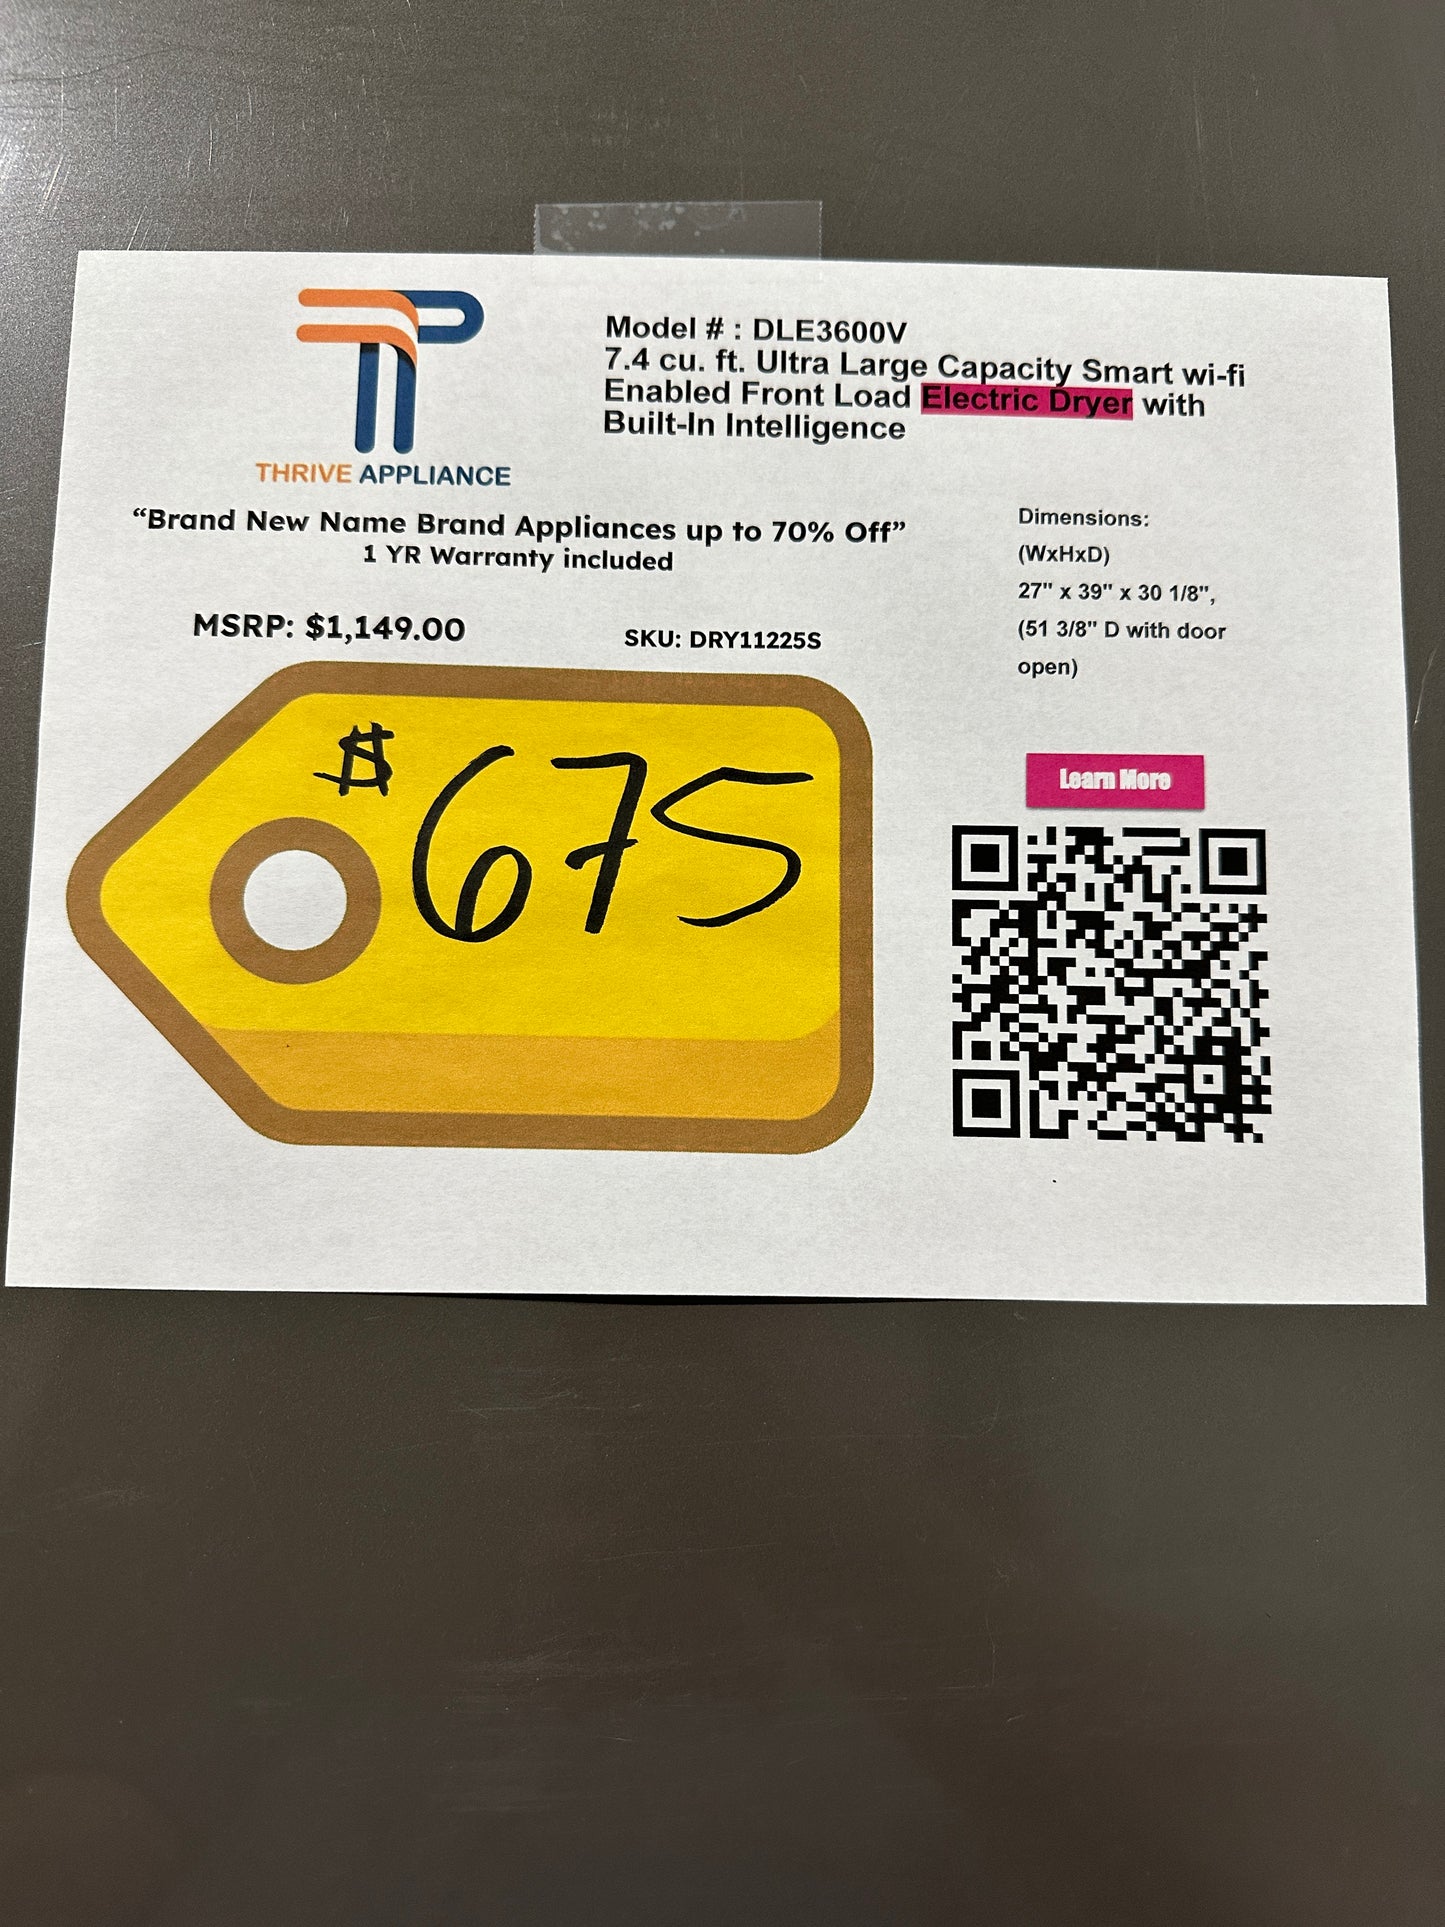 THRIVE APPLIANCE
Model # : DLE3600V
7.4 cu. ft. Ultra Large Capacity Smart wi-fi
Enabled Front Load Electric Dryer with
Built-In Intelligence
“Brand New Name Brand Appliances up to 70% Off”
1 YR Warranty included
MSRP: $1,149.00
SKU: DRY11225S
Dimensions:
(WxHxD)
27" x 39" x 30 1/8",
(51 3/8" D with door
open)
$675
Learn More